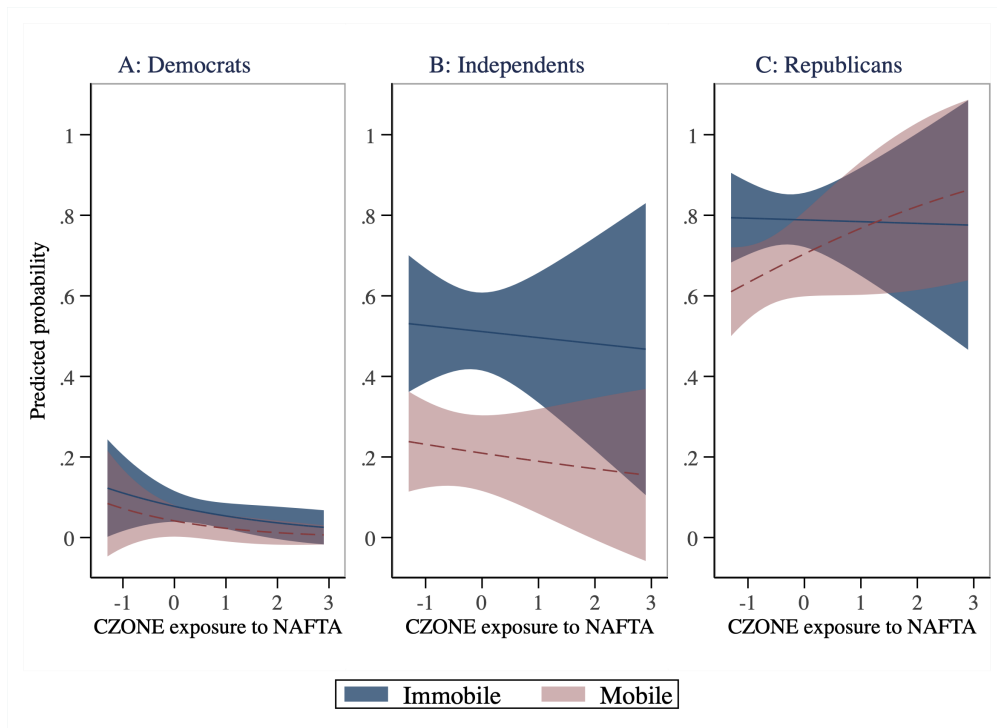 A: Democrats
B: Independents
C: Republicans
Predicted probability
1
.8
.6
.4
.2
0
-1 0 1 2 3
CZONE exposure to NAFTA
1
.8
.6
.4
.2
0
-1 0 1 2 3
CZONE exposure to NAFTA
1
.8
.6
.4
.2
0
-1 0 1 2 3
CZONE exposure to NAFTA
Immobile Mobile